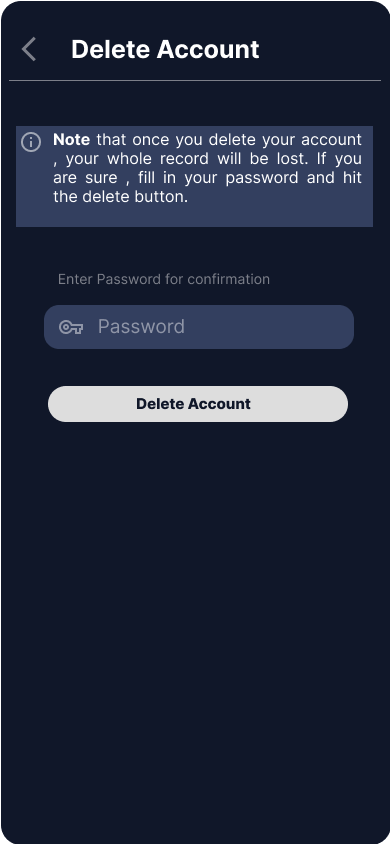 Delete Account
Note that once you delete your account
, your whole record will be lost. If you
are sure , fill in your password and hit
the delete button.
Enter Password for confirmation
Password
Delete Account